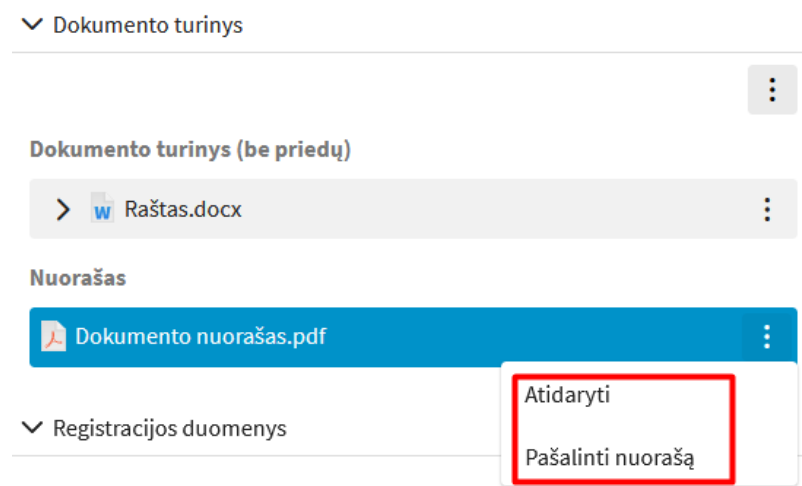 Dokumento turinys
Dokumento turinys (be priedų)
Raštas.docx
Nuorašas
Dokumento nuorašas.pdf
Atidaryti
Registracijos duomenys
Pašalinti nuorašą